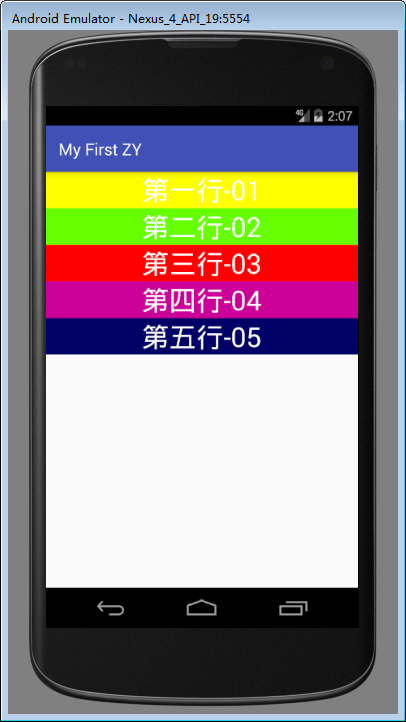 Android Emulator - Nexus_4_API_19:5554
4G 2:07
My First ZY
第一行-01
第二行-02
第三行-03
第四行-04
第五行-05